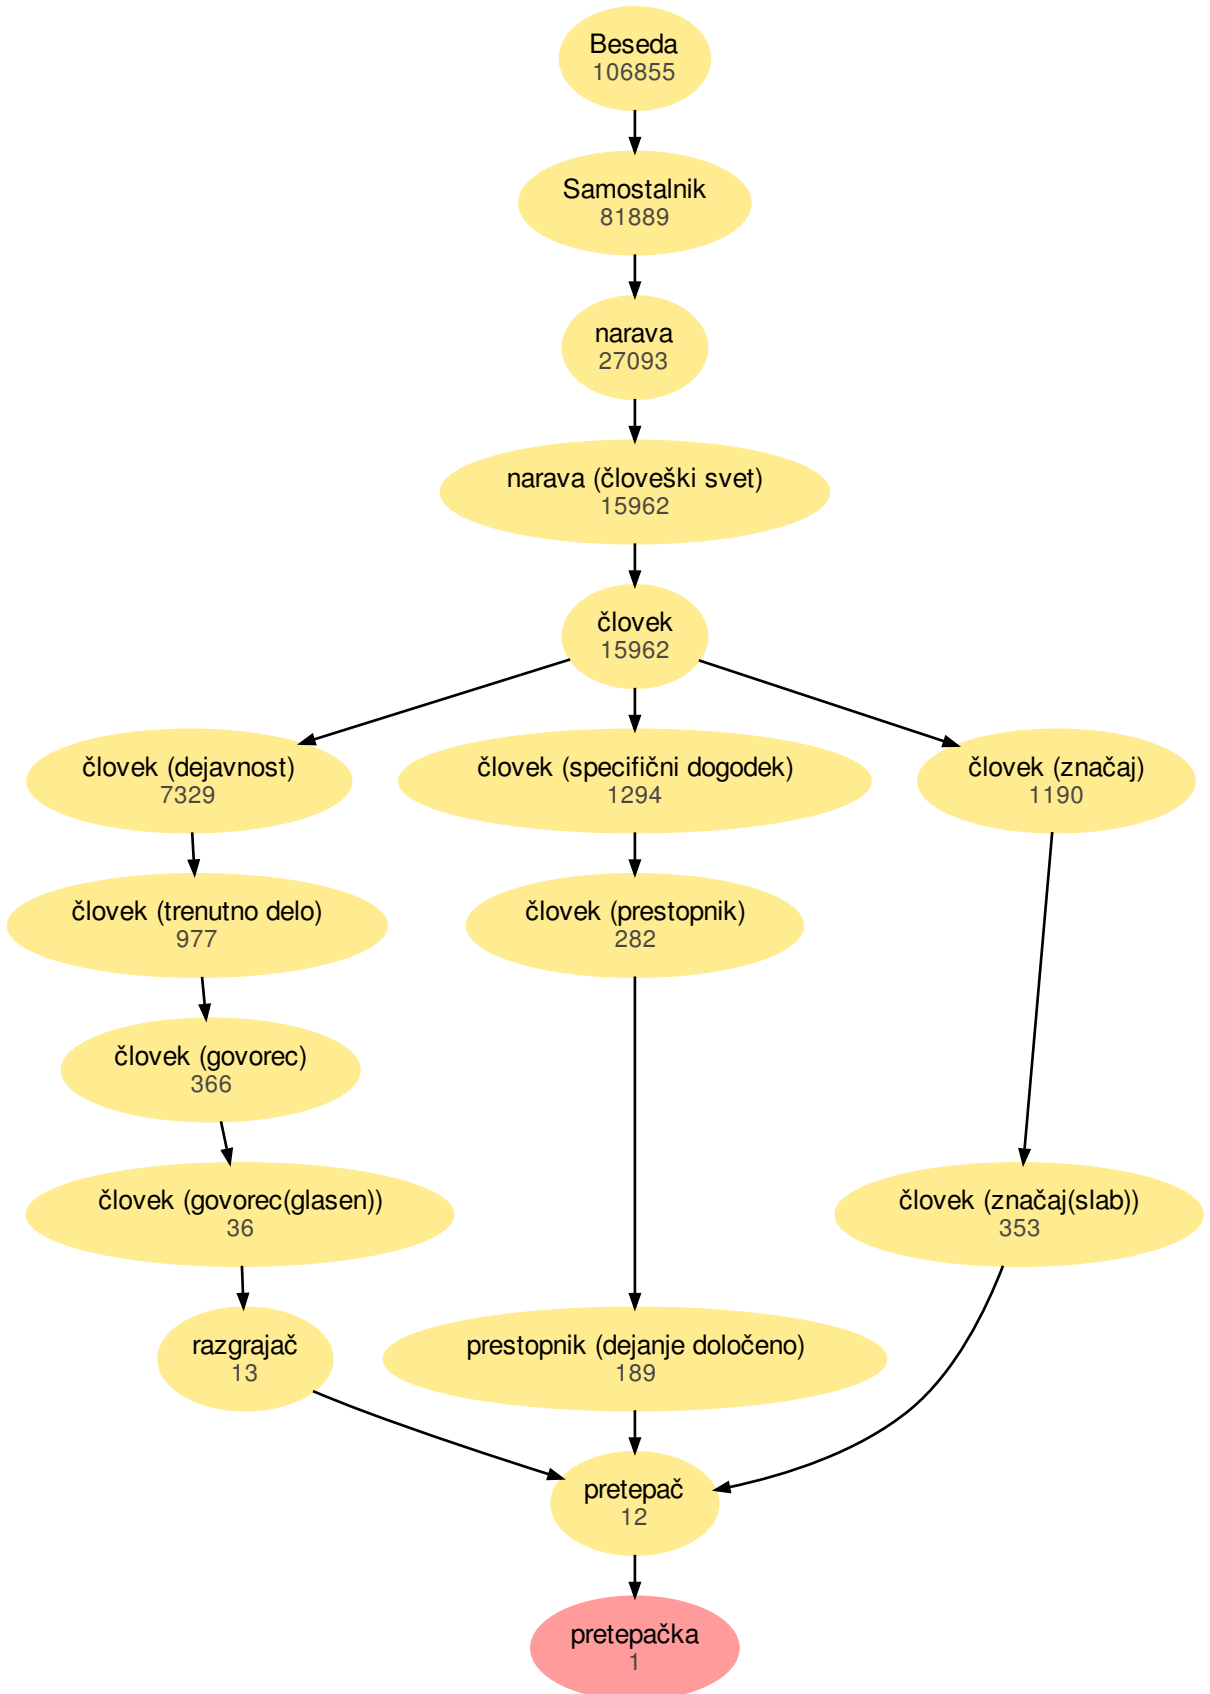 Beseda
106855
Samostalnik
81889
narava
27093
narava (človeški svet)
15962
človek
15962
človek (dejavnost)
7329
človek (specifični dogodek)
1294
človek (značaj)
1190
človek (trenutno delo)
977
človek (prestopnik)
282
človek (govorec)
366
človek (govorec(glasen))
36
človek (značaj(slab))
353
razgrajač
13
prestopnik (dejanje določeno)
189
pretepač
12
pretepačka
1